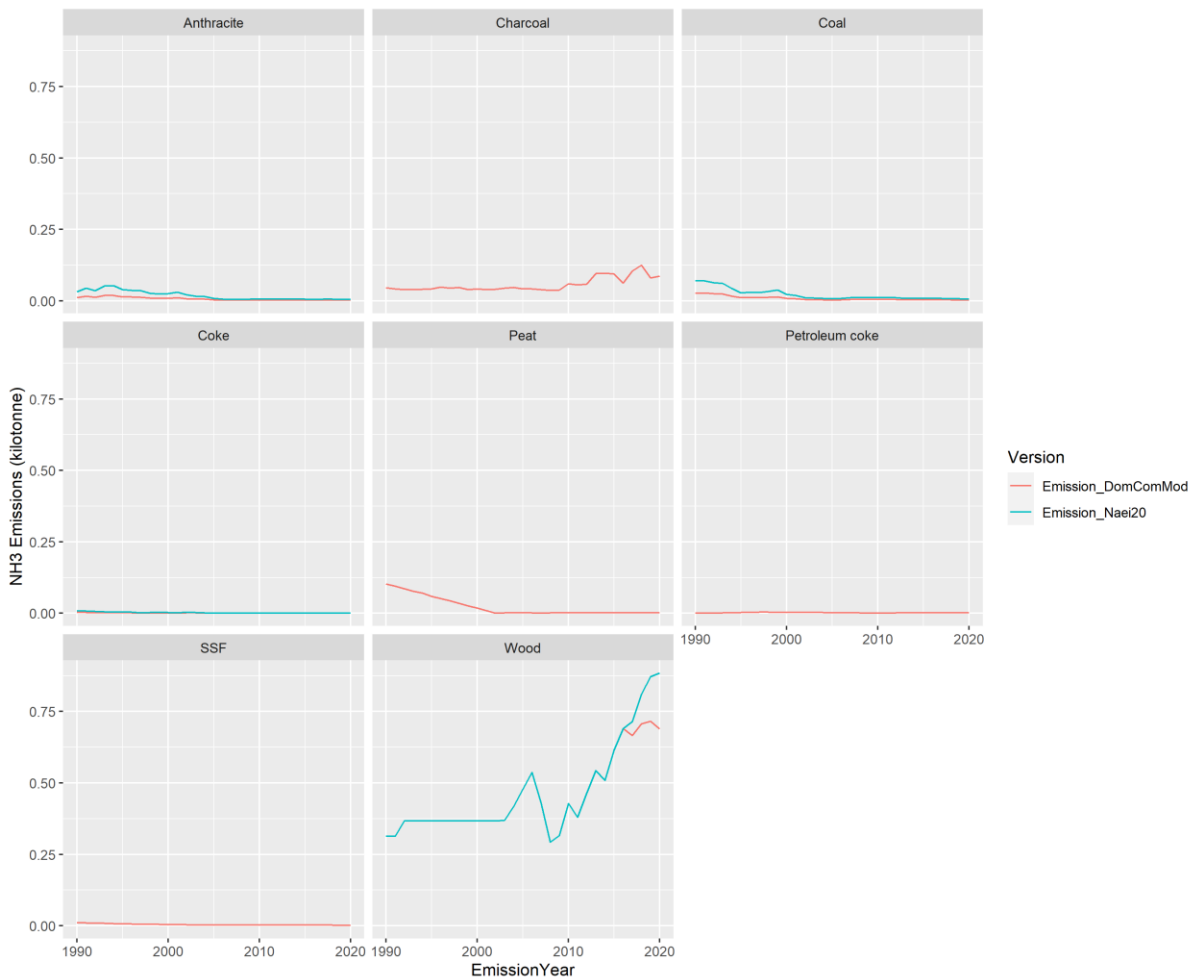 Anthracite
Charcoal
Coal
0.75
0.50
0.25
0.00
Coke
Peat
Petroleum coke
0.75
0.50
0.25
0.00
1990
2000
2010
2020
SSF
Wood
0.75
0.50
0.25
0.00
1990
2000
2010
2020
1990
2000
2010
2020
NH3 Emissions (kilotonne)
EmissionYear
Version
Emission_DomComMod
Emission_Naei20